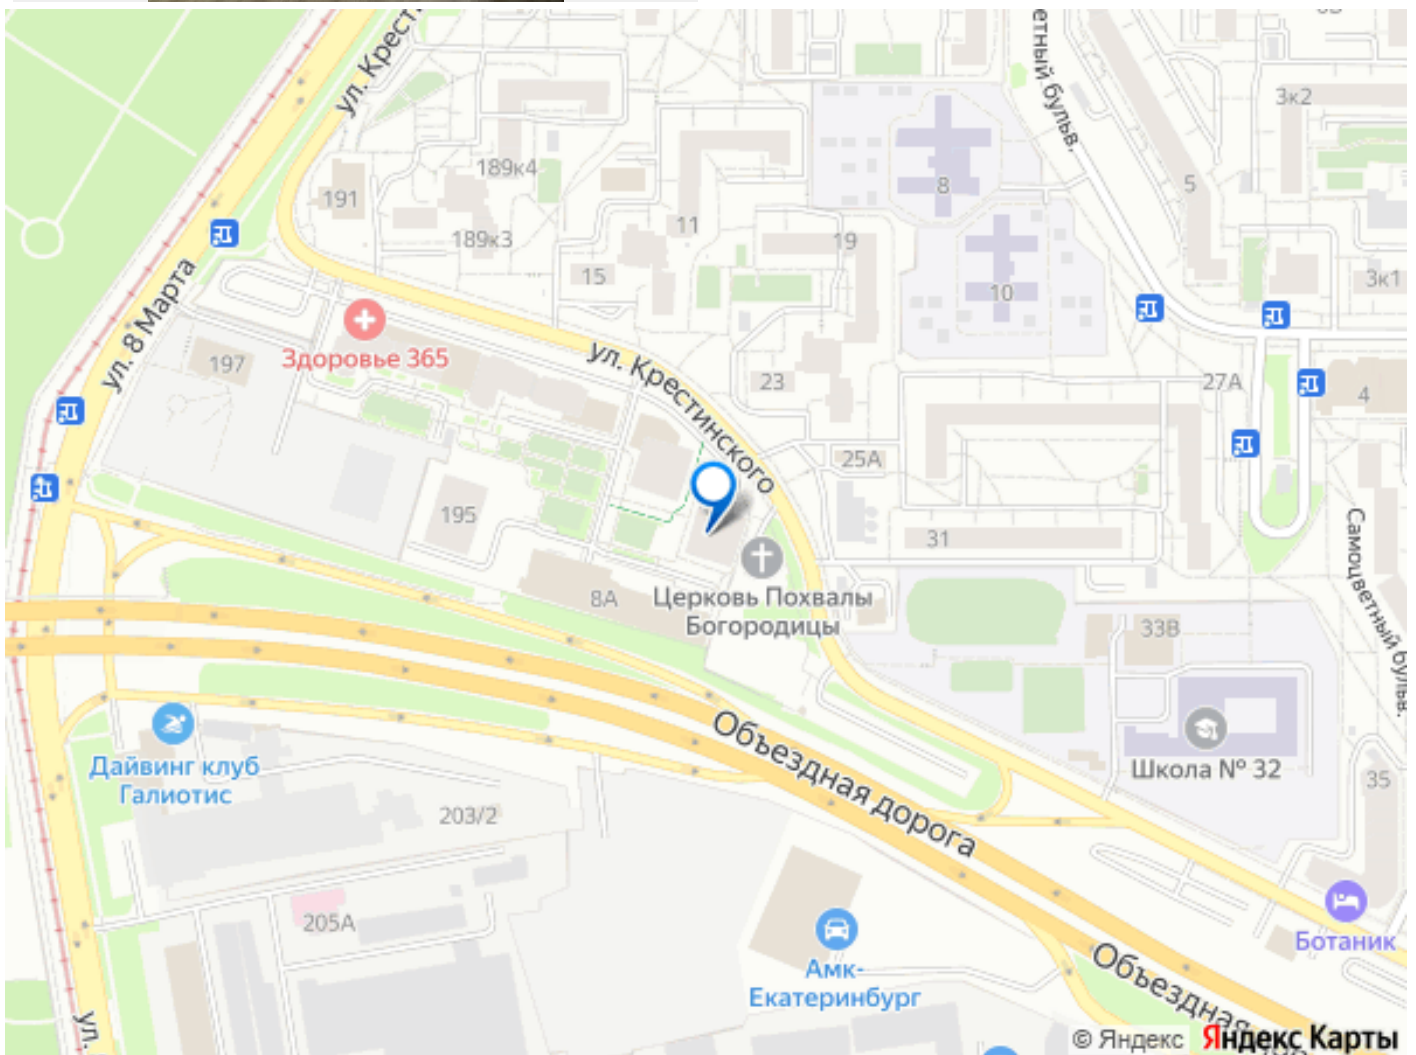 ул. Крести
етный бульв.
3к2
189к4
191
8
5
11
189к3
19
15
10
3к1
ул. 8 Марта
Здоровье 365
197
ул. Крестинского
23
27А
4
25А
195
31
8А
Церковь Похвалы
Богородицы
33В
Самоцветный бульв.
Объездная дорога
Школа № 32
35
Дайвинг клуб
Галиотис
203/2
205А
Амк-
Екатеринбург
Ботаник
Объездная
ул.
© Яндекс Яндекс Карты